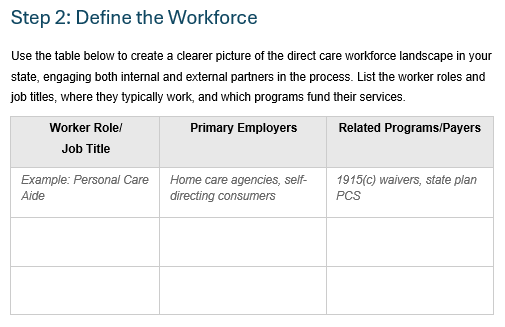 Step 2: Define the Workforce
Use the table below to create a clearer picture of the direct care workforce landscape in your
state, engaging both internal and external partners in the process. List the worker roles and
job titles, where they typically work, and which programs fund their services.
Worker Role/
Job Title
Primary Employers
Related Programs/Payers
Example: Personal Care
Aide
Home care agencies, self-
directing consumers
1915(c) waivers, state plan
PCS